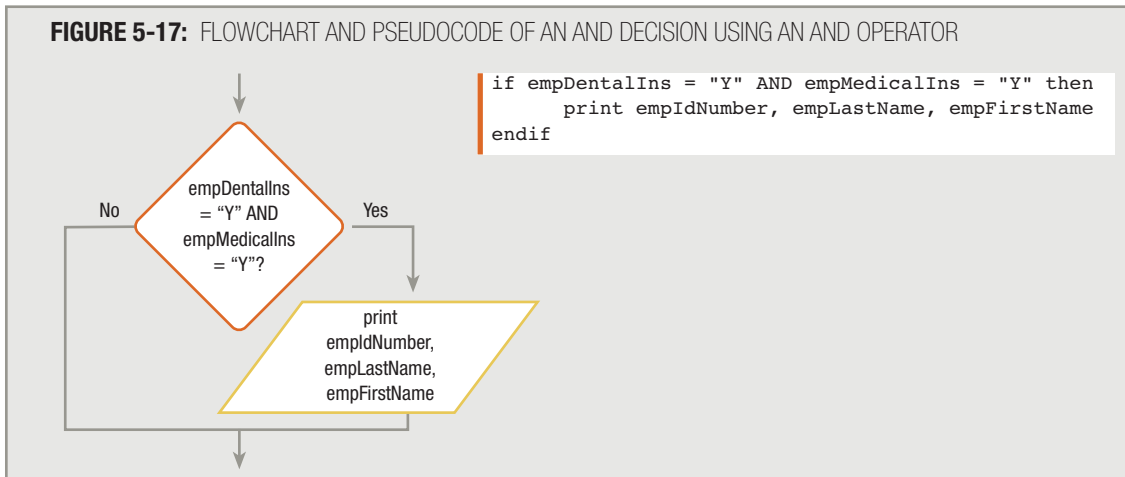 FIGURE 5-17: FLOWCHART AND PSEUDOCODE OF AN AND DECISION USING AN AND OPERATOR
if empDentalIns = "Y" AND empMedicalIns = "Y" then
print empIdNumber, empLastName, empFirstName
endif
empDentalIns
= “Y” AND
empMedicalIns
= “Y”?
No
Yes
print
empIdNumber,
empLastName,
empFirstName